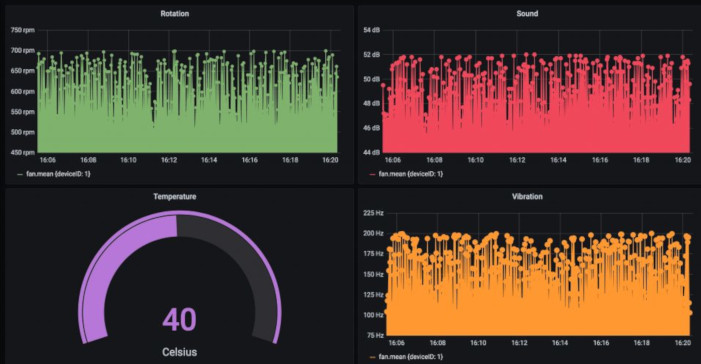 Rotation
750 rpm
700 rpm
650 rpm
600 rpm
550 rpm
500 rpm
450 rpm
16:06 16:08 16:10 16:12 16:14 16:16 16:18 16:20
fan.mean {deviceID: 1}
Sound
54 dB
52 dB
50 dB
48 dB
46 dB
44 dB
16:06 16:08 16:10 16:12 16:14 16:16 16:18 16:20
fan.mean {deviceID: 1}
Temperature
40
Celsius
Vibration
225 Hz
200 Hz
175 Hz
150 Hz
125 Hz
100 Hz
75 Hz
16:06 16:08 16:10 16:12 16:14 16:16 16:18 16:20
fan.mean {deviceID: 1}